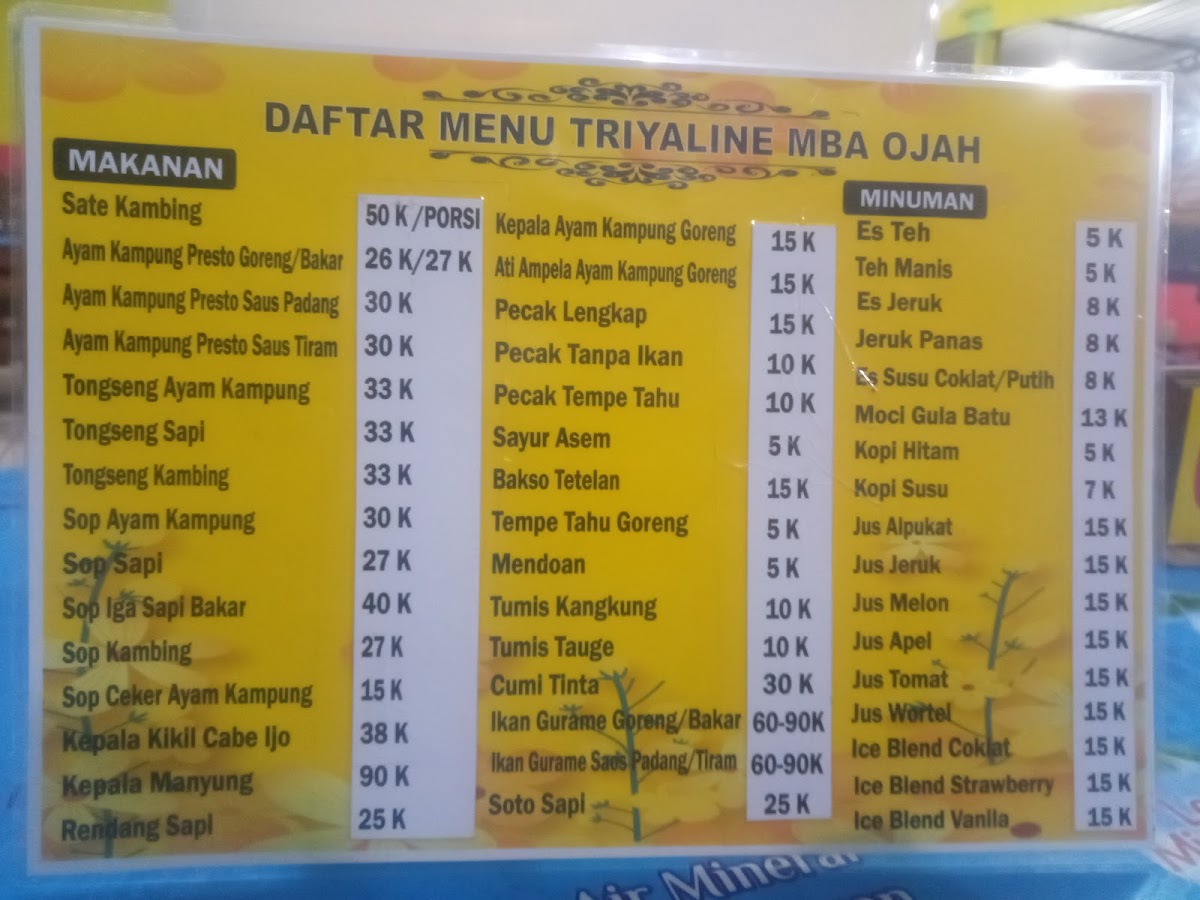 DAFTAR MENU TRIYALINE MBA OJAH
MAKANAN
Sate Kambing 50 K/PORSI
Ayam Kampung Presto Goreng/Bakar 26 K/27 K
Ayam Kampung Presto Saus Padang 30 K
Ayam Kampung Presto Saus Tiram 30 K
Tongseng Ayam Kampung 33 K
Tongseng Sapi 33 K
Tongseng Kambing 33 K
Sop Ayam Kampung 30 K
Sop Sapi 27 K
Sop Iga Sapi Bakar 40 K
Sop Kambing 27 K
Sop Ceker Ayam Kampung 15 K
Kepala Kikil Cabe Ijo 38 K
Kepala Manyung 90 K
Rendang Sapi 25 K
Kepala Ayam Kampung Goreng 15 K
Ati Ampela Ayam Kampung Goreng 15 K
Pecak Lengkap 15 K
Pecak Tanpa Ikan 10 K
Pecak Tempe Tahu 10 K
Sayur Asem 5 K
Bakso Tetelan 15 K
Tempe Tahu Goreng 5 K
Mendoan 5 K
Tumis Kangkung 10 K
Tumis Tauge 10 K
Cumi Tinta 30 K
Ikan Gurame Goreng/Bakar 60-90K
Ikan Gurame Saos Padang/Tiram 60-90K
Soto Sapi 25 K
MINUMAN
Es Teh 5 K
Teh Manis 5 K
Es Jeruk 8 K
Jeruk Panas 8 K
Es Susu Coklat/Putih 8 K
Moci Gula Batu 13 K
Kopi Hitam 5 K
Kopi Susu 7 K
Jus Alpukat 15 K
Jus Jeruk 15 K
Jus Melon 15 K
Jus Apel 15 K
Jus Tomat 15 K
Jus Wortel 15 K
Ice Blend Coklat 15 K
Ice Blend Strawberry 15 K
Ice Blend Vanila 15 K
Air Mineral